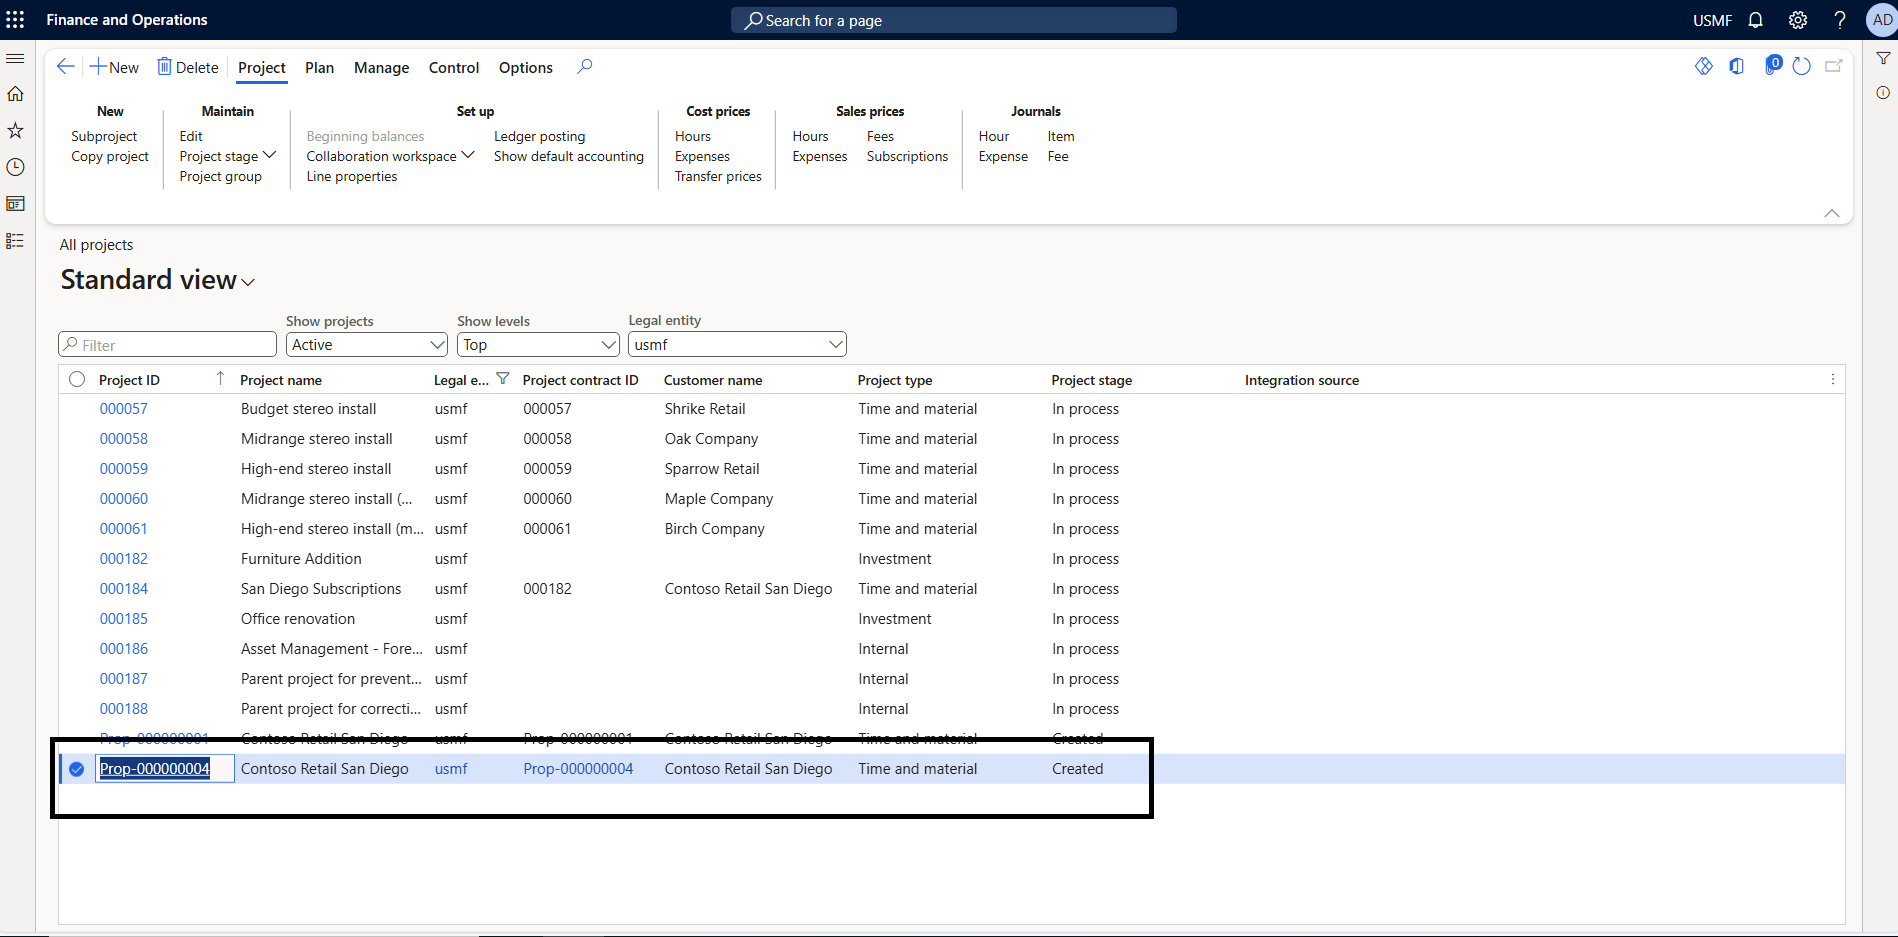 Finance and Operations
Search for a page
USMF
AD
New
Delete
Project
Plan
Manage
Control
Options
0
New
Subproject
Copy project
Maintain
Edit
Project stage
Project group
Set up
Beginning balances
Collaboration workspace
Line properties
Ledger posting
Show default accounting
Cost prices
Hours
Expenses
Transfer prices
Sales prices
Hours
Expenses
Fees
Subscriptions
Journals
Hour
Expense
Item
Fee
All projects
Standard view
Filter
Show projects
Active
Show levels
Top
Legal entity
usmf
Project ID Project name Legal e... Project contract ID Customer name Project type Project stage Integration source
000057 Budget stereo install usmf 000057 Shrike Retail Time and material In process
000058 Midrange stereo install usmf 000058 Oak Company Time and material In process
000059 High-end stereo install usmf 000059 Sparrow Retail Time and material In process
000060 Midrange stereo install (... usmf 000060 Maple Company Time and material In process
000061 High-end stereo install (m... usmf 000061 Birch Company Time and material In process
000182 Furniture Addition usmf Investment In process
000184 San Diego Subscriptions usmf 000182 Contoso Retail San Diego Time and material In process
000185 Office renovation usmf Investment In process
000186 Asset Management - Fore... usmf Internal In process
000187 Parent project for prevent... usmf Internal In process
000188 Parent project for correcti... usmf Internal In process
Prop-000000001 Contoso Retail San Diego usmf Prop-000000001 Contoso Retail San Diego Time and material Created
Prop-000000004 Contoso Retail San Diego usmf Prop-000000004 Contoso Retail San Diego Time and material Created